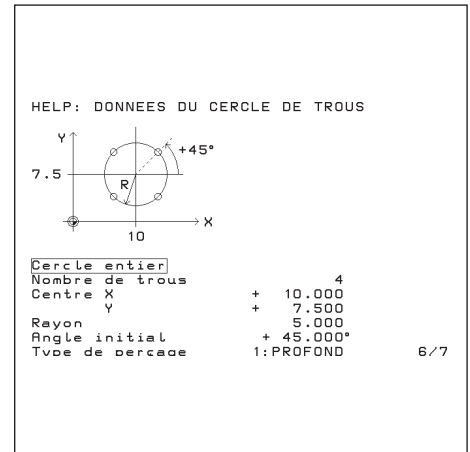 HELP: DONNEES DU CERCLE DE TROUS
Y
+45°
7.5
R
X
10
Cercle entier
Nombre de trous 4
Centre X + 10.000
Y + 7.500
Rayon 5.000
Angle initial + 45.000°
Type de perçage 1:PROFOND 6/7